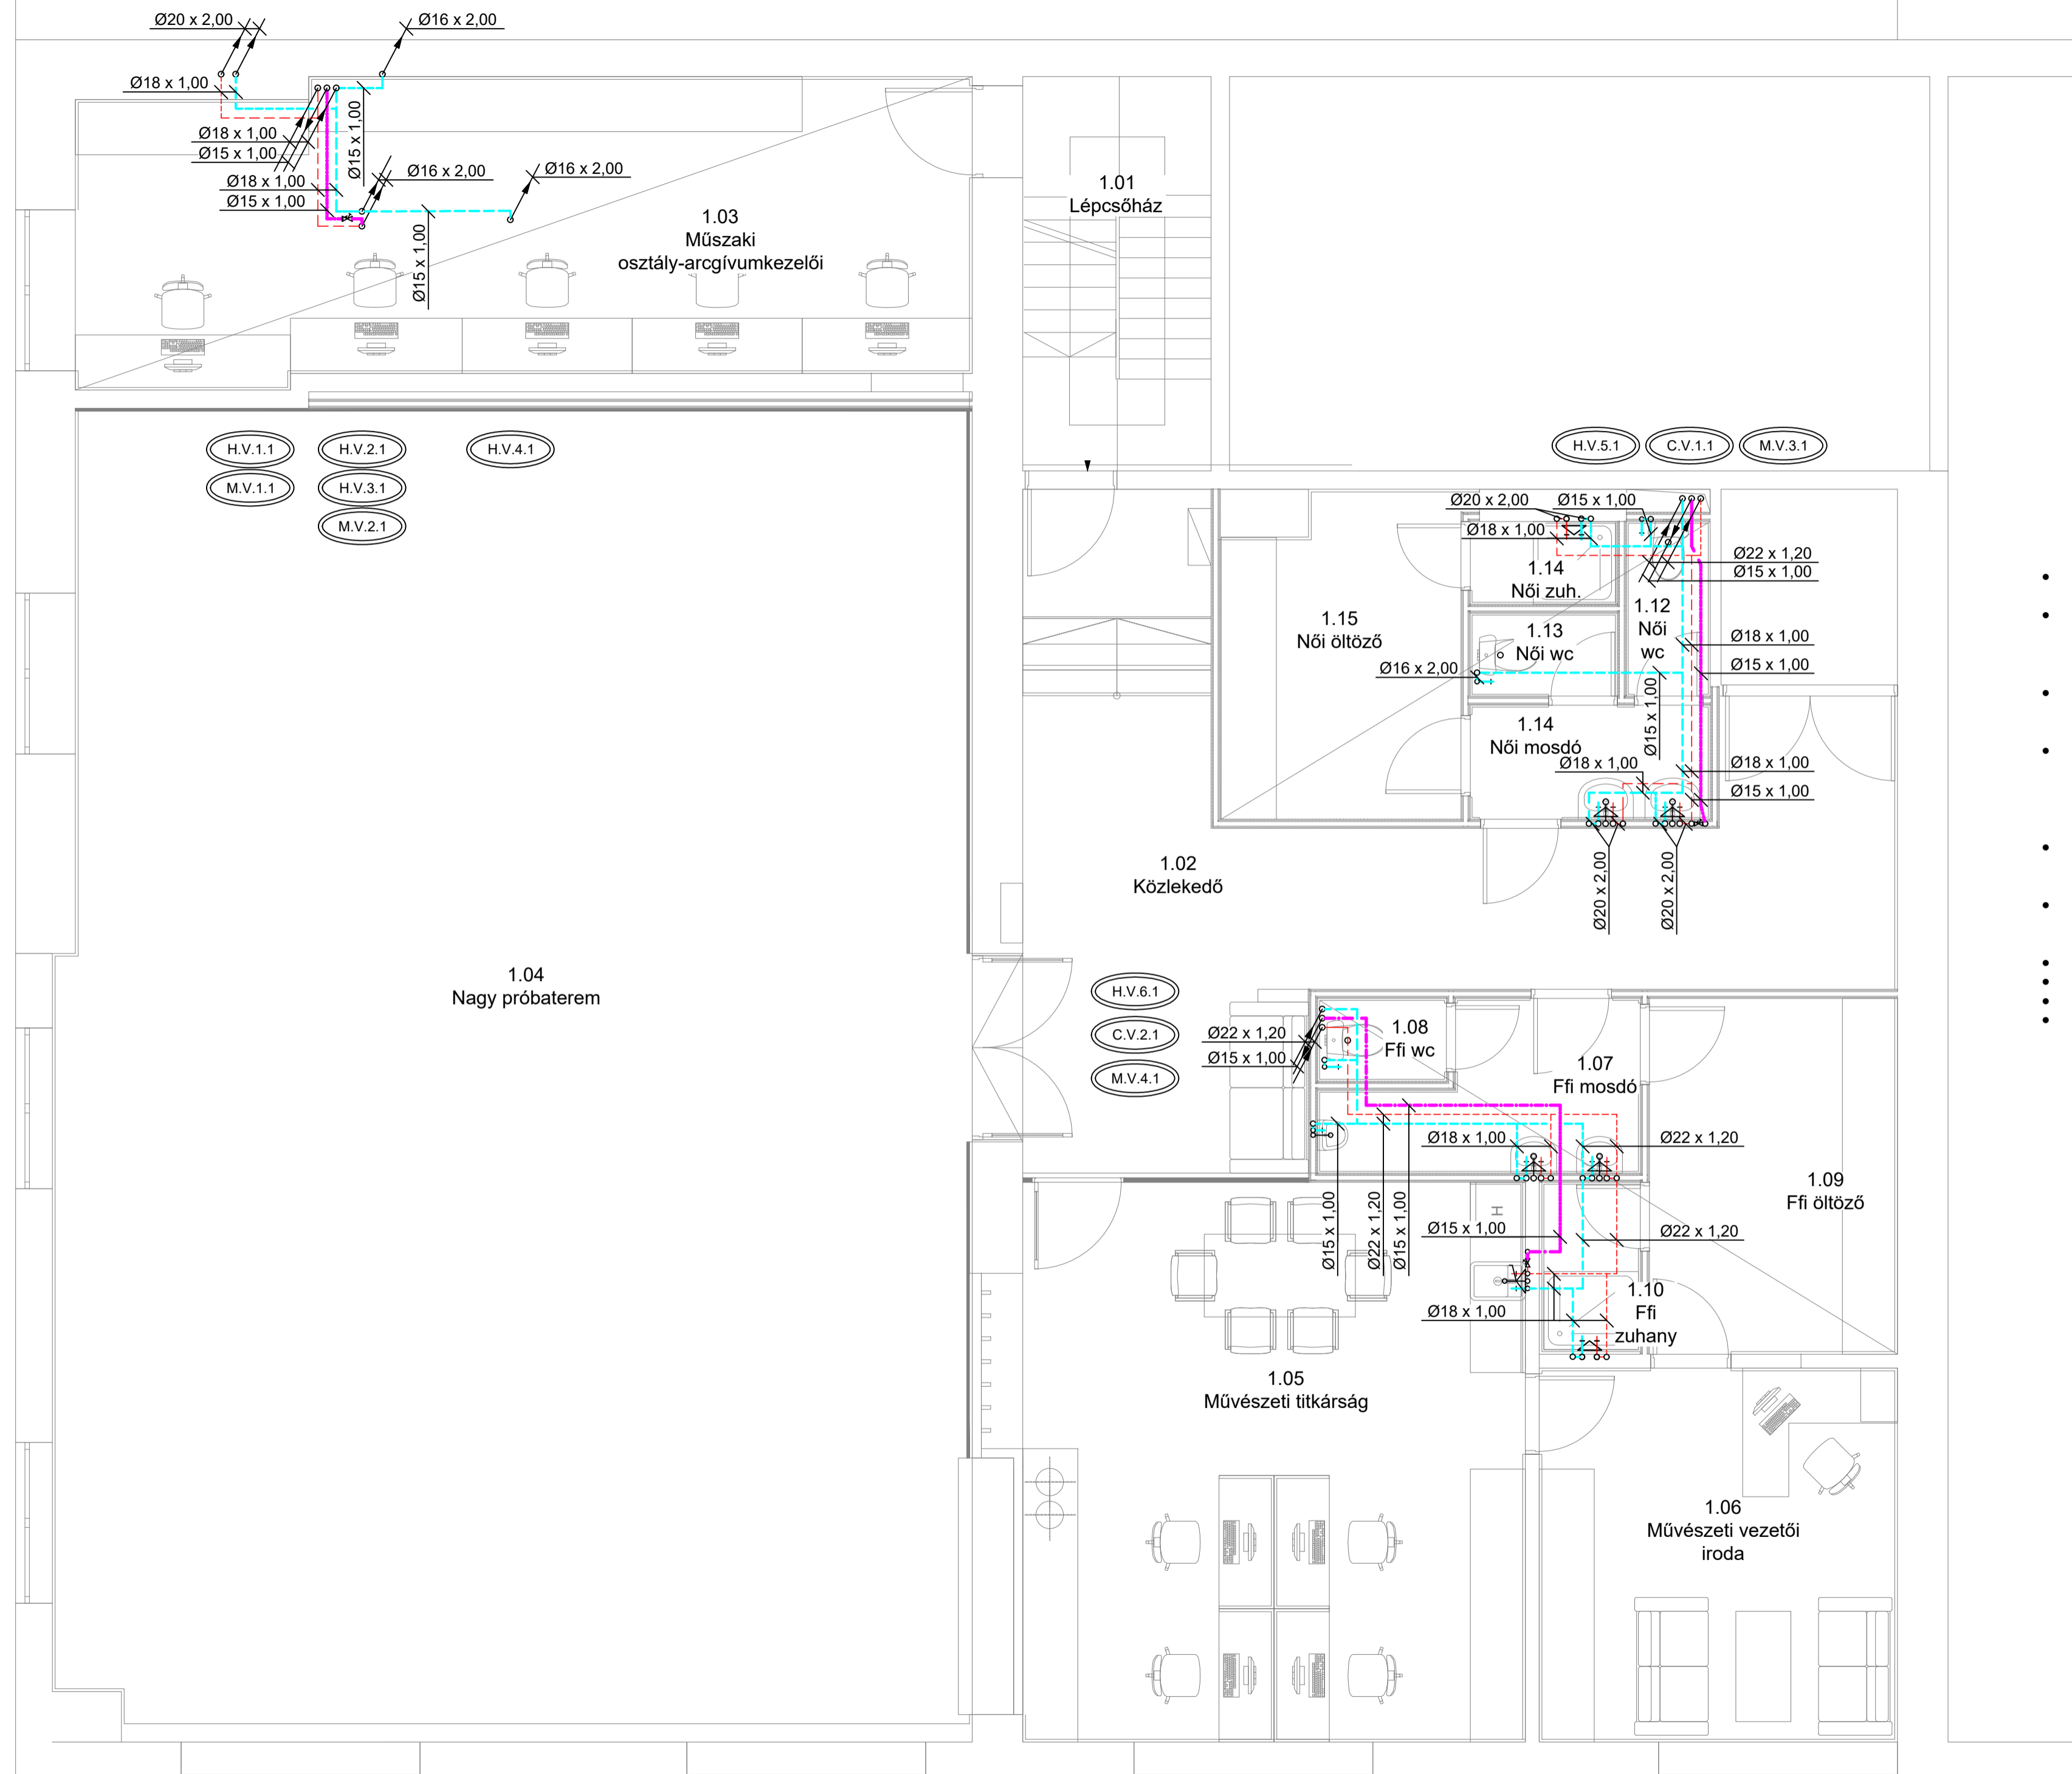 Ø20 x 2,00
Ø16 x 2,00
Ø18 x 1,00
Ø15 x 1,00
Ø18 x 1,00
Ø15 x 1,00
Ø18 x 1,00
Ø15 x 1,00
Ø16 x 2,00
Ø16 x 2,00
Ø15 x 1,00
1.03
Műszaki
osztály-arcgívumkezelői
1.01
Lépcsőház
H.V.1.1
M.V.1.1
H.V.2.1
H.V.3.1
M.V.2.1
H.V.4.1
H.V.5.1
C.V.1.1
M.V.3.1
Ø20 x 2,00
Ø15 x 1,00
Ø18 x 1,00
Ø22 x 1,20
Ø15 x 1,00
1.14
Női zuh.
1.12
Női
wc
1.15
Női öltöző
1.13
Női wc
Ø18 x 1,00
Ø15 x 1,00
Ø16 x 2,00
Ø15 x 1,00
1.14
Női mosdó
Ø18 x 1,00
Ø18 x 1,00
Ø15 x 1,00
Ø20 x 2,00
Ø20 x 2,00
1.02
Közlekedő
1.04
Nagy próbaterem
H.V.6.1
C.V.2.1
M.V.4.1
Ø22 x 1,20
Ø15 x 1,00
1.08
Ffi wc
1.07
Ffi mosdó
Ø18 x 1,00
Ø22 x 1,20
Ø15 x 1,00
Ø22 x 1,20
Ø15 x 1,00
1.09
Ffi öltöző
H
Ø15 x 1,00
Ø22 x 1,20
Ø18 x 1,00
1.10
Ffi
zuhany
1.05
Művészeti titkárság
1.06
Művészeti vezetői
iroda